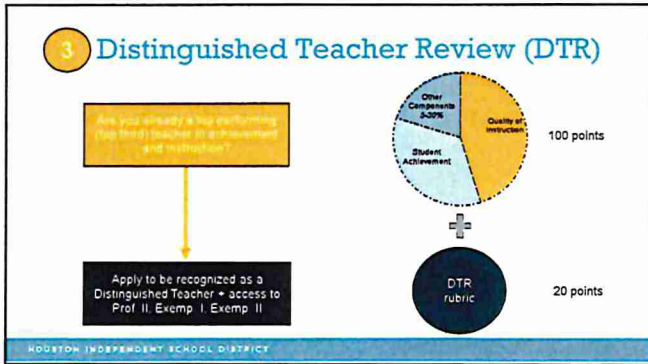 3 Distinguished Teacher Review (DTR)
Are you already a top performing
(top third) teacher in achievement
and instruction?
Apply to be recognized as a
Distinguished Teacher + access to
Prof II, Exemp I, Exemp II
Other
Components
5-30%
Quality of
Instruction
Student
Achievement
100 points
DTR
rubric
20 points
HOUSTON INDEPENDENT SCHOOL DISTRICT